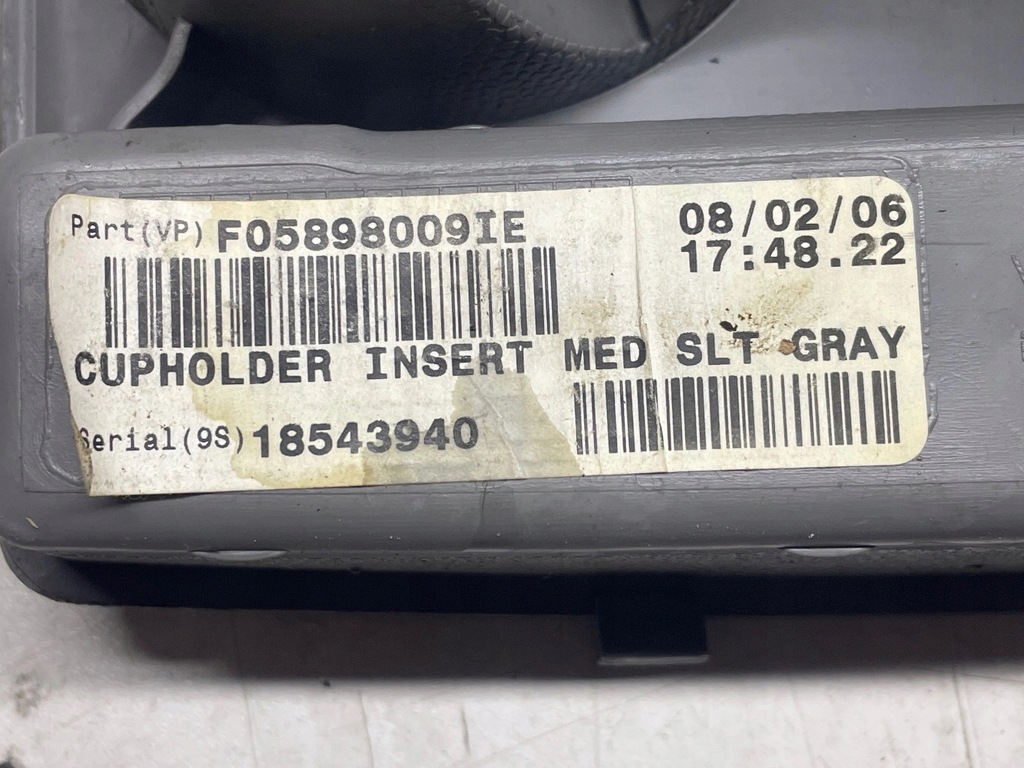 Part(VP) F05898009IE
08/02/06
17:48.22
CUPHOLDER INSERT MED SLT GRAY
Serial(9S) 18543940